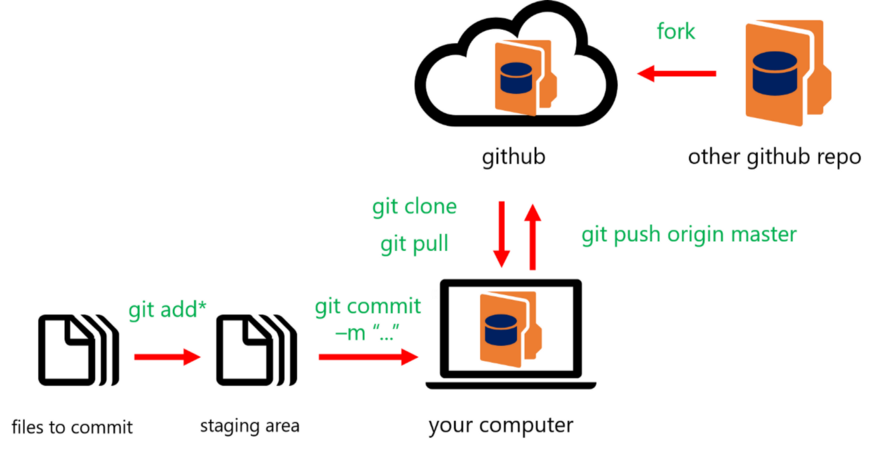 fork
github
other github repo
git clone
git pull
git push origin master
git add*
git commit
–m “...”
files to commit
staging area
your computer